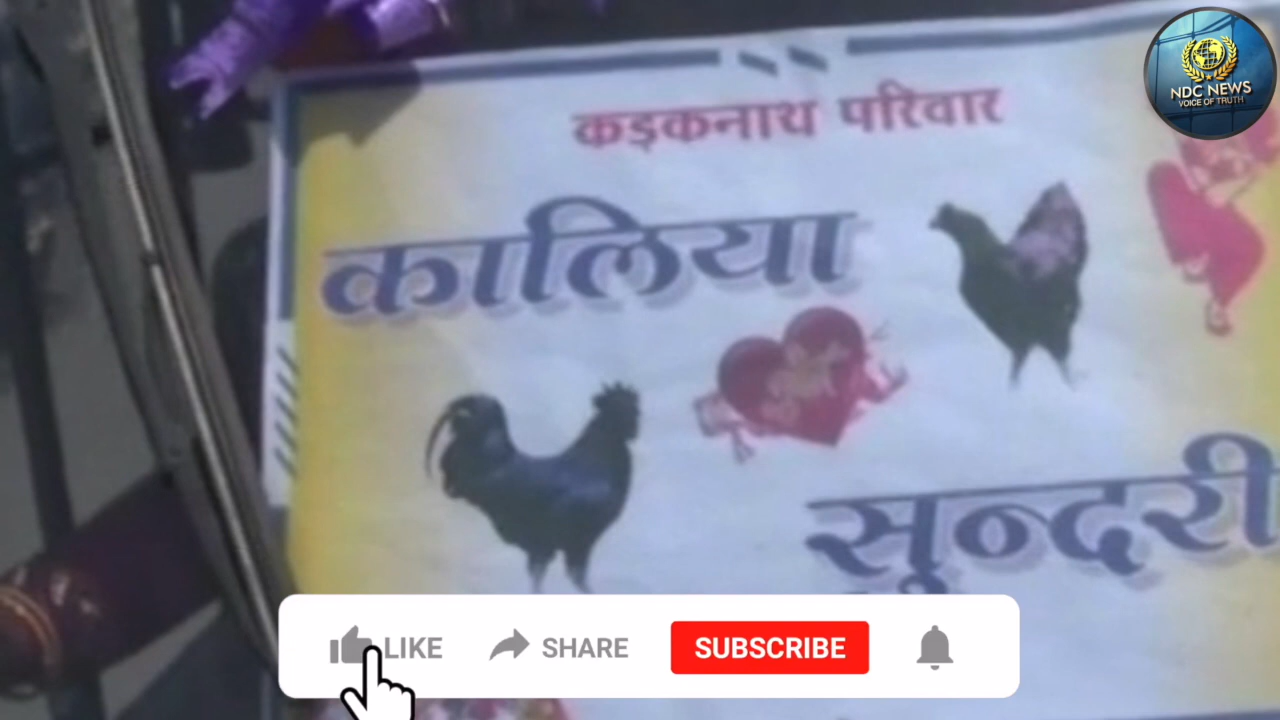 कड़कनाथ परिवार
NDC NEWS
VOICE OF TRUTH
कालिया
सुन्दरी
LIKE
SHARE
SUBSCRIBE